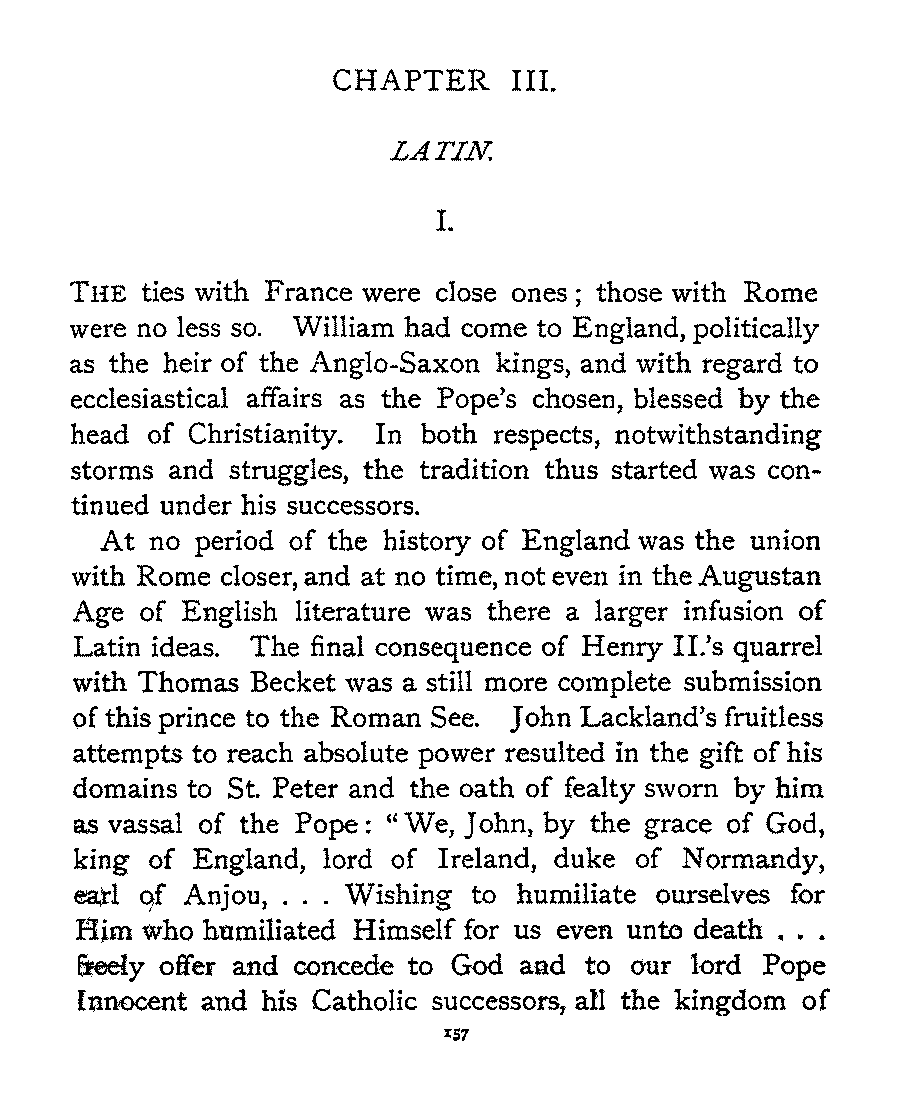 CHAPTER III.
LATIN.
I.
THE ties with France were close ones; those with Rome
were no less so. William had come to England, politically
as the heir of the Anglo-Saxon kings, and with regard to
ecclesiastical affairs as the Pope's chosen, blessed by the
head of Christianity. In both respects, notwithstanding
storms and struggles, the tradition thus started was con-
tinued under his successors.
At no period of the history of England was the union
with Rome closer, and at no time, not even in the Augustan
Age of English literature was there a larger infusion of
Latin ideas. The final consequence of Henry II.'s quarrel
with Thomas Becket was a still more complete submission
of this prince to the Roman See. John Lackland's fruitless
attempts to reach absolute power resulted in the gift of his
domains to St. Peter and the oath of fealty sworn by him
as vassal of the Pope: "We, John, by the grace of God,
king of England, lord of Ireland, duke of Normandy,
earl of Anjou, . . . Wishing to humiliate ourselves for
Him who humiliated Himself for us even unto death . . .
freely offer and concede to God and to our lord Pope
Innocent and his Catholic successors, all the kingdom of
157